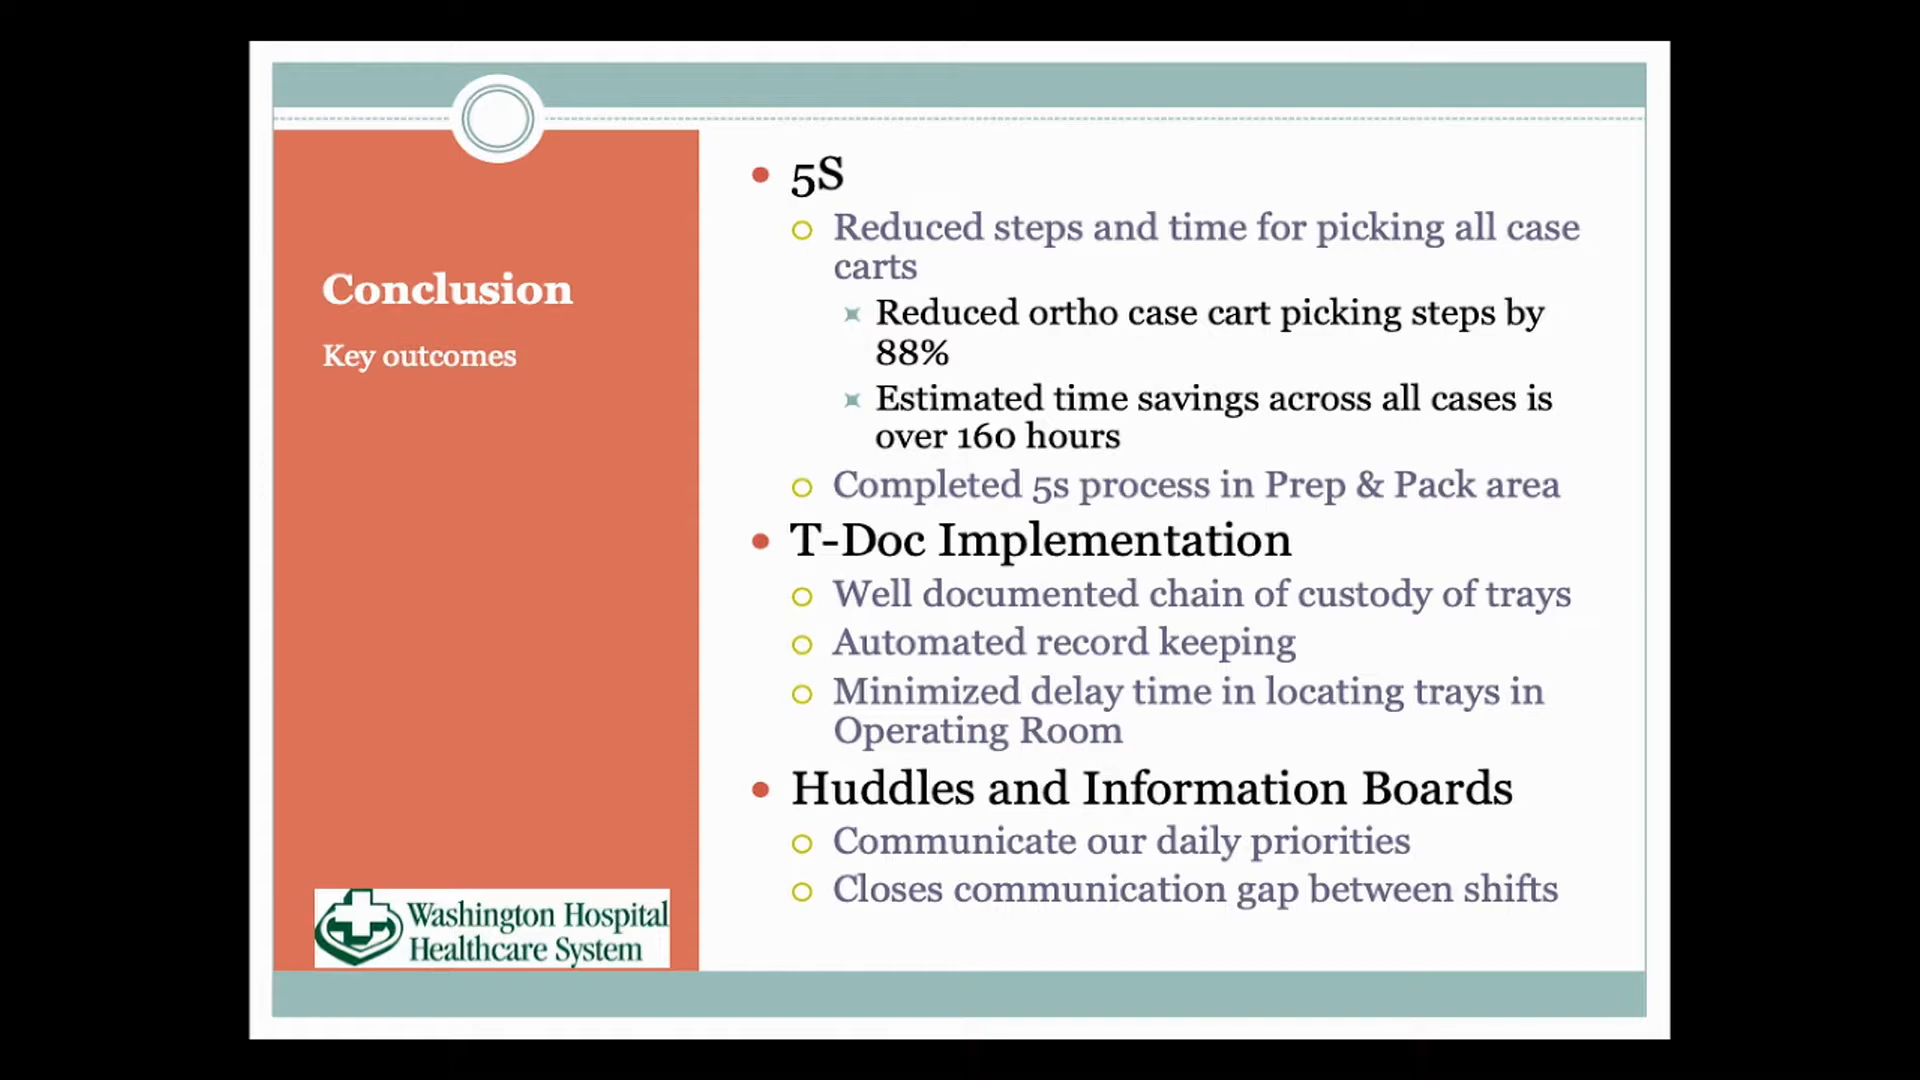 Conclusion
Key outcomes
5S
Reduced steps and time for picking all case
carts
Reduced ortho case cart picking steps by
88%
Estimated time savings across all cases is
over 160 hours
Completed 5s process in Prep & Pack area
T-Doc Implementation
Well documented chain of custody of trays
Automated record keeping
Minimized delay time in locating trays in
Operating Room
Huddles and Information Boards
Communicate our daily priorities
Closes communication gap between shifts
Washington Hospital
Healthcare System